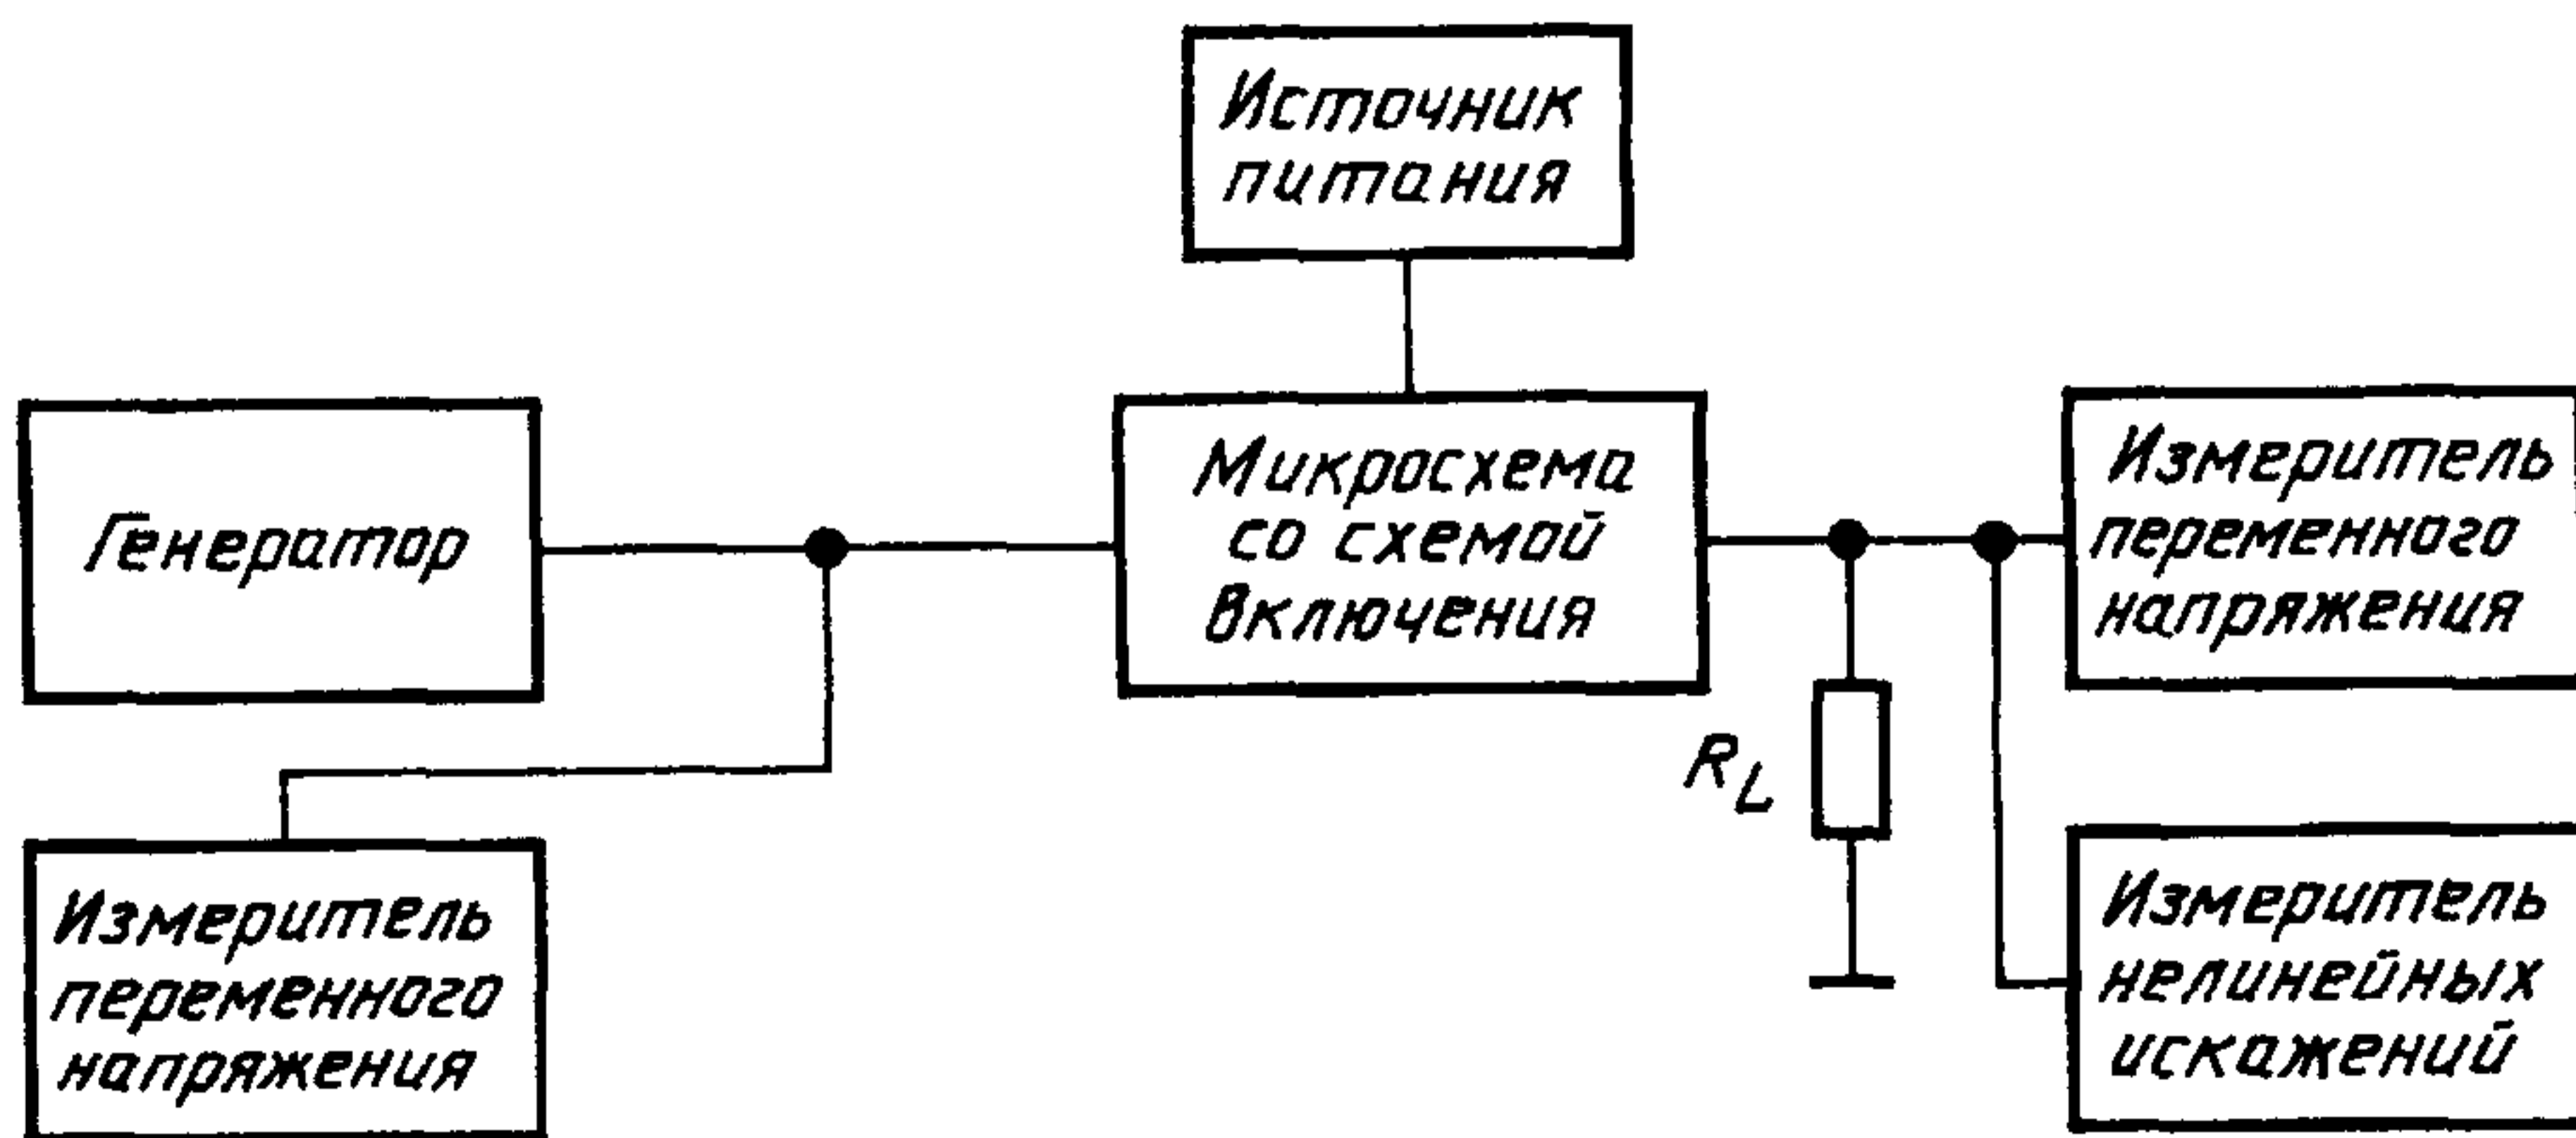 Источник
питания
Генератор
Микросхема
со схемой
включения
Измеритель
переменного
напряжения
R_L
Измеритель
переменного
напряжения
Измеритель
нелинейных
искажений